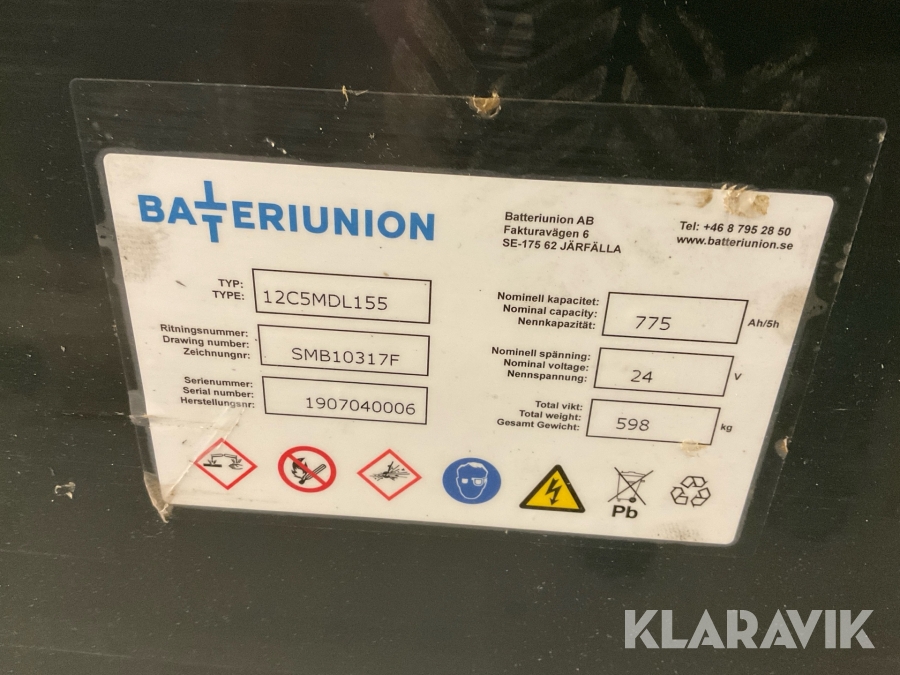 BATTERIUNION
Batteriunion AB
Fakturavägen 6
SE-175 62 JÄRFÄLLA
Tel: +46 8 795 28 50
www.batteriunion.se
TYP:
TYPE:
12C5MDL155
Ritningsnummer:
Drawing number:
Zeichnungnr:
SMB10317F
Serienummer:
Serial number:
Herstellungsnr:
1907040006
Nominell kapacitet:
Nominal capacity:
Nennkapazität:
775 Ah/5h
Nominell spänning:
Nominal voltage:
Nennspannung:
24 V
Total vikt:
Total weight:
Gesamt Gewicht:
598 kg
Pb
KLARAVIK